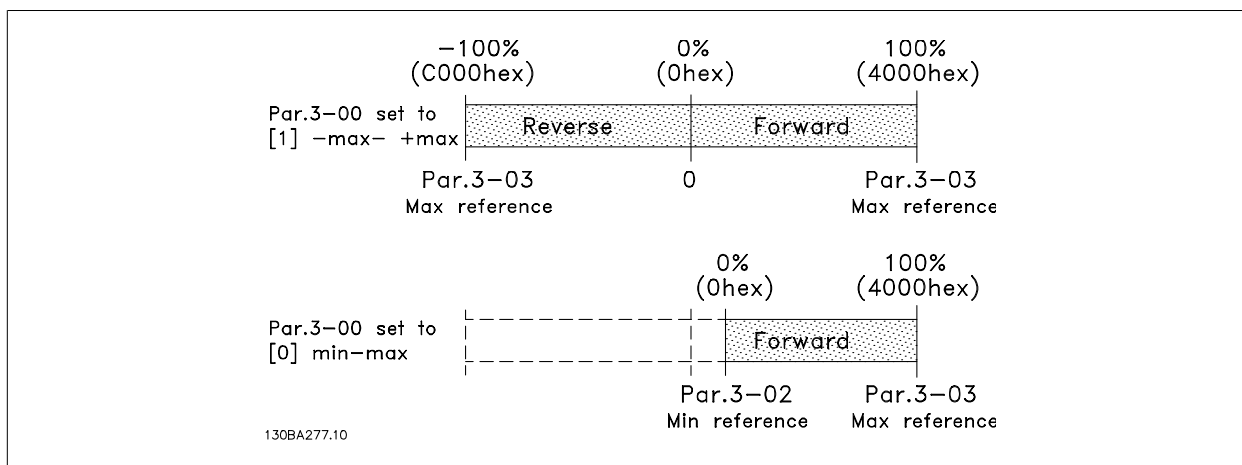 -100% 0% 100%
(C000hex) (0hex) (4000hex)
Par.3-00 set to
[1] -max- +max
Reverse Forward
Par.3-03 0 Par.3-03
Max reference Max reference
0% 100%
(0hex) (4000hex)
Par.3-00 set to
[0] min-max
Forward
Par.3-02 Par.3-03
Min reference Max reference
130BA277.10